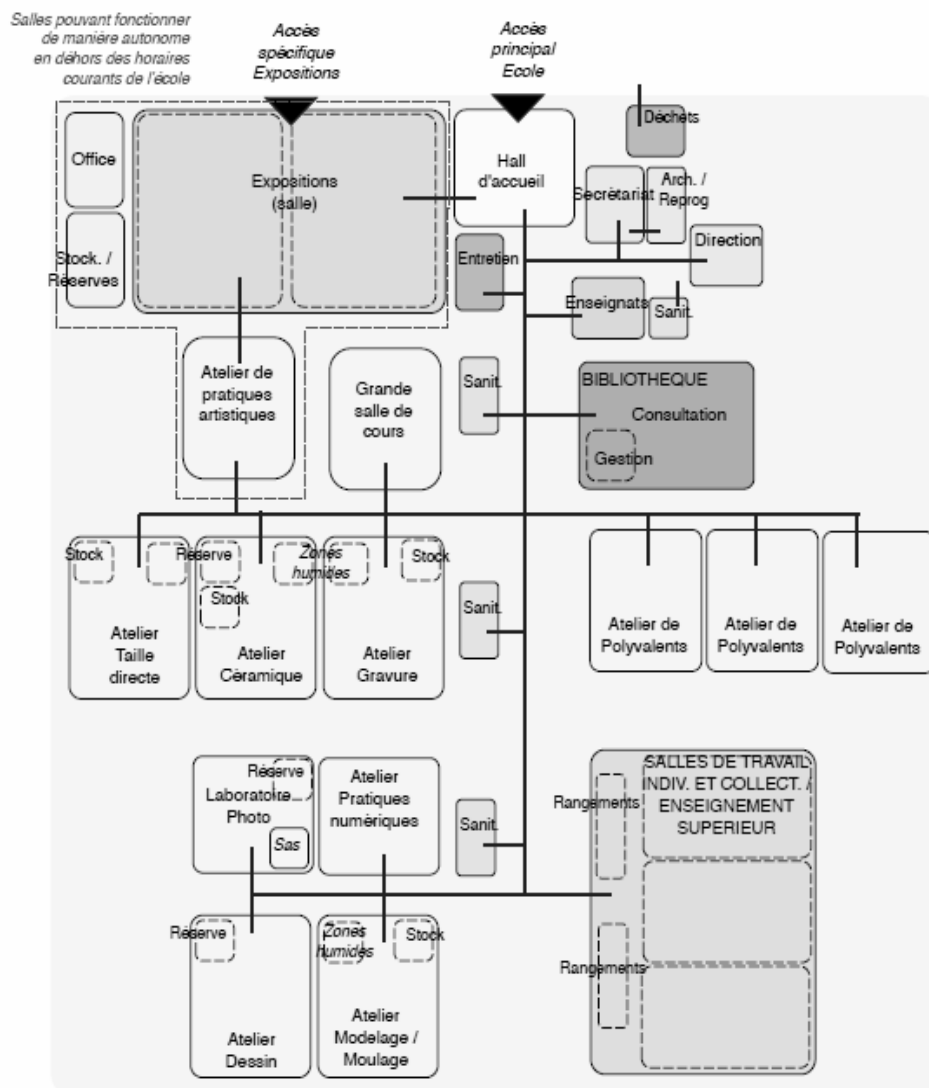 Salles pouvant fonctionner
de manière autonome
en déhors des horaires
courants de l'école
Accès
spécifique
Expositions
Accès
principal
Ecole
Déchets
Office
Expositions
(salle)
Hall
d'accueil
Secrétariat
Arch. /
Reprog
Stock. /
Réserves
Entretien
Direction
Enseignats
Sanit.
Atelier de
pratiques
artistiques
Grande
salle de
cours
Sanit.
BIBLIOTHEQUE
Consultation
Gestion
Stock
Réserve
Zones
humides
Stock
Stock
Atelier
Taille
directe
Atelier
Céramique
Atelier
Gravure
Sanit.
Atelier de
Polyvalents
Atelier de
Polyvalents
Atelier de
Polyvalents
Réserve
Laboratoire
Photo
Sas
Atelier
Pratiques
numériques
Sanit.
Rangements
SALLES DE TRAVAIL
INDIV. ET COLLECT. /
ENSEIGNEMENT
SUPERIEUR
Réserve
Zones
humides
Stock
Rangements
Atelier
Dessin
Atelier
Modelage /
Moulage